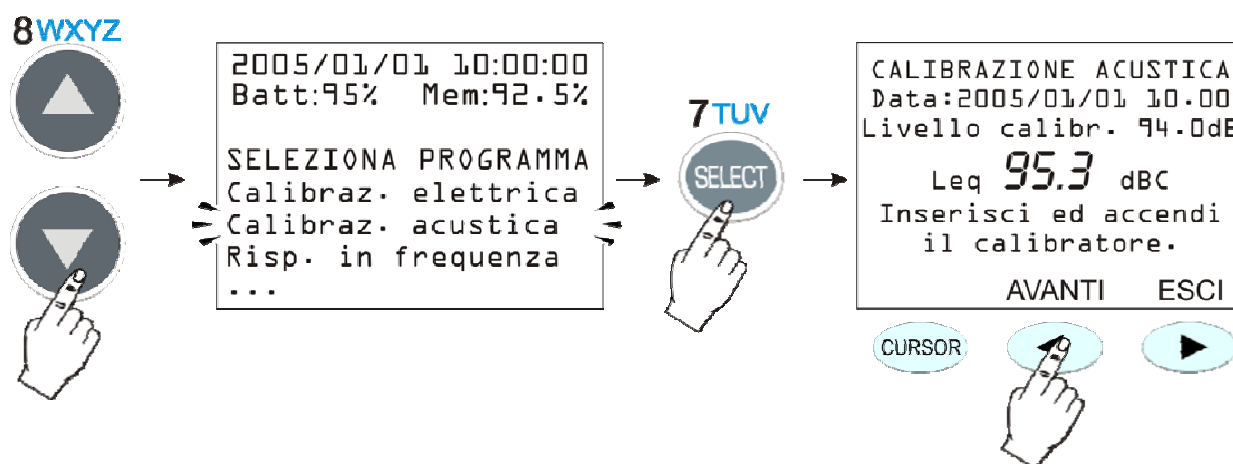 8WXYZ
2005/01/01 10:00:00
Batt:95% Mem:92.5%
SELEZIONA PROGRAMMA
Calibraz. elettrica
Calibraz. acustica
Risp. in frequenza
...
7TUV
SELECT
CALIBRAZIONE ACUSTICA
Data:2005/01/01 10.00
Livello calibr. 94.0dB
Leq 95.3 dBC
Inserisci ed accendi
il calibratore.
AVANTI ESCI
CURSOR